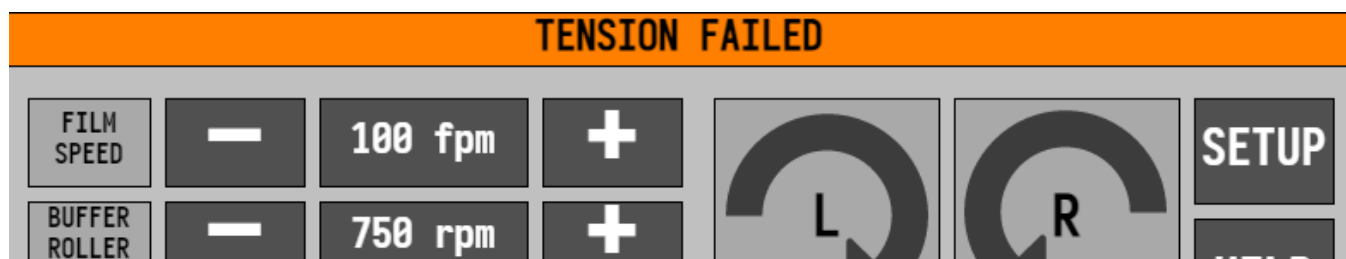 TENSION FAILED
FILM
SPEED
100 fpm
SETUP
BUFFER
ROLLER
750 rpm
L
R